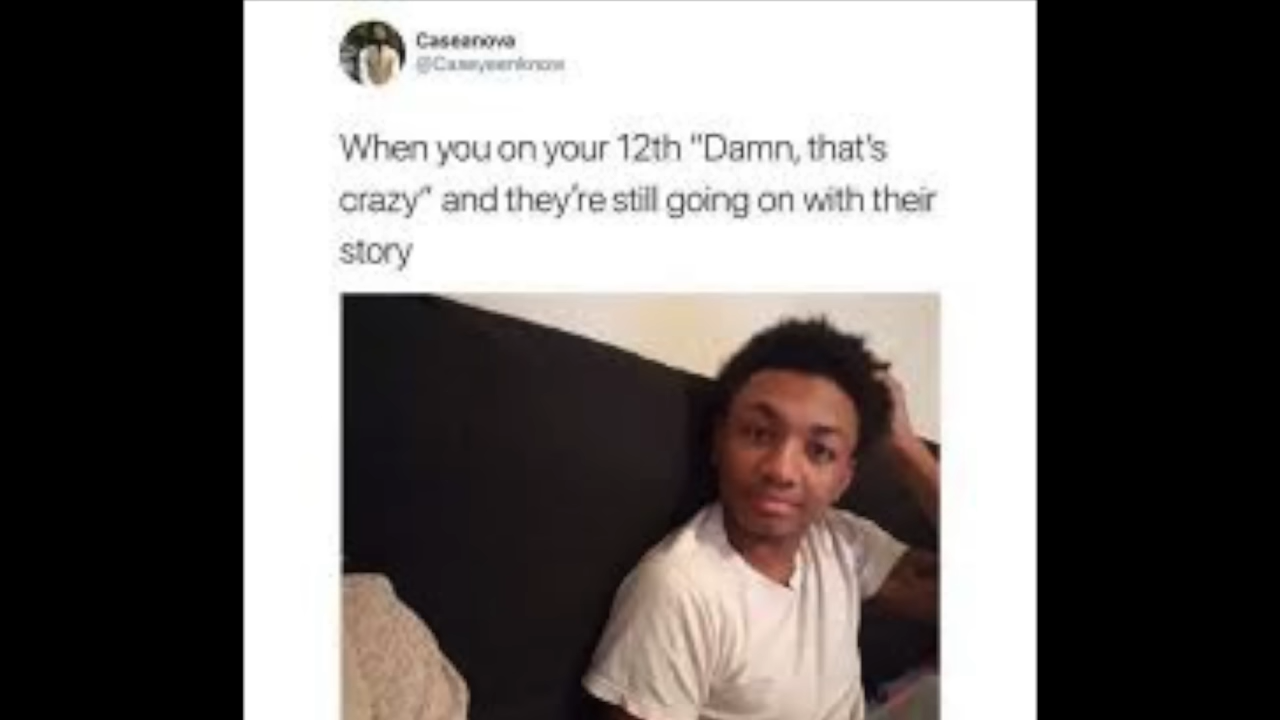 Caseanova
When you on your 12th "Damn, that's
crazy" and they're still going on with their
story